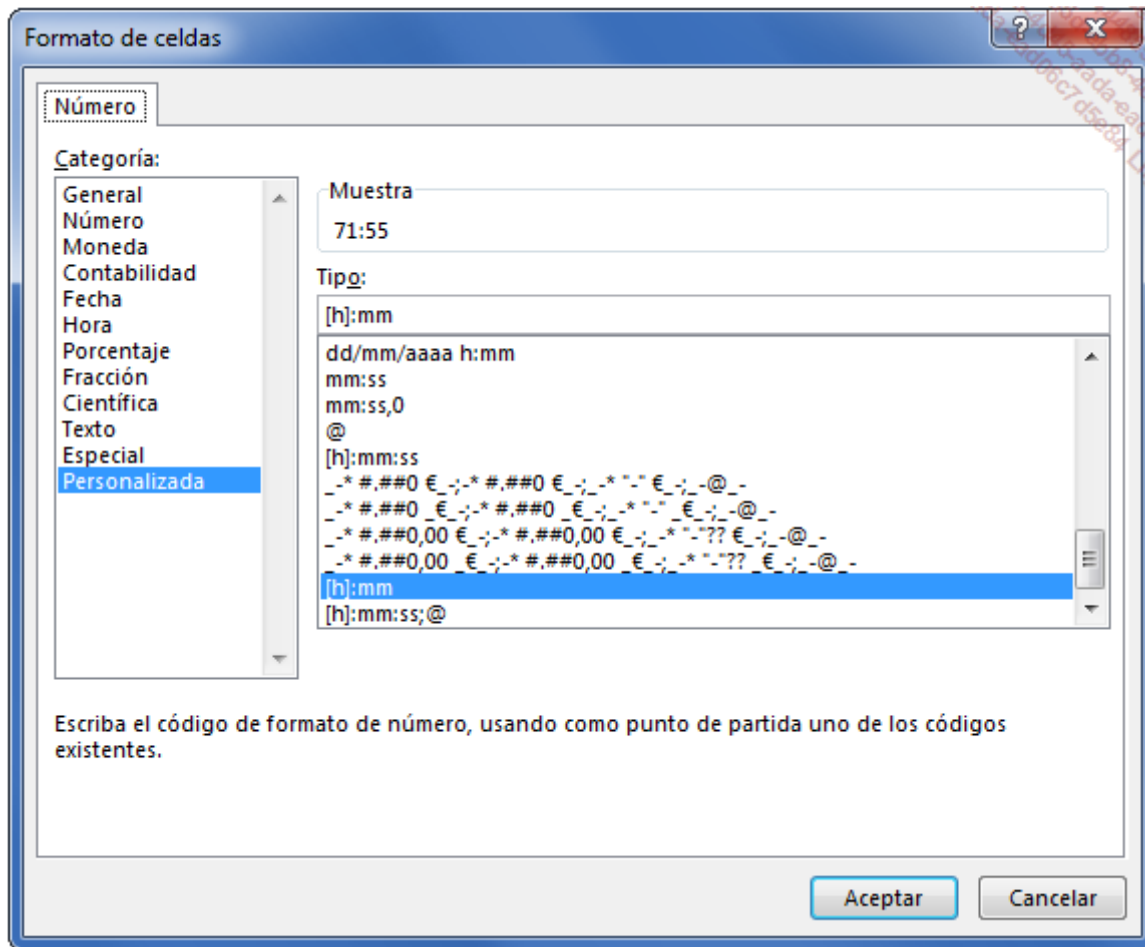 Formato de celdas
Número
Categoría:
General
Número
Moneda
Contabilidad
Fecha
Hora
Porcentaje
Fracción
Científica
Texto
Especial
Personalizada
Muestra
71:55
Tipo:
[h]:mm
dd/mm/aaaa h:mm
mm:ss
mm:ss,0
@
[h]:mm:ss
_-* #.##0 €_-;-* #.##0 €_-;_-* "-" €_-;_-@_-
_-* #.##0 _€_-;-* #.##0 _€_-;_-* "-" _€_-;_-@_-
_-* #.##0,00 €_-;-* #.##0,00 €_-;_-* "-"?? €_-;_-@_-
_-* #.##0,00 _€_-;-* #.##0,00 _€_-;_-* "-"?? _€_-;_-@_-
[h]:mm
[h]:mm:ss;@
Escriba el código de formato de número, usando como punto de partida uno de los códigos
existentes.
Aceptar
Cancelar